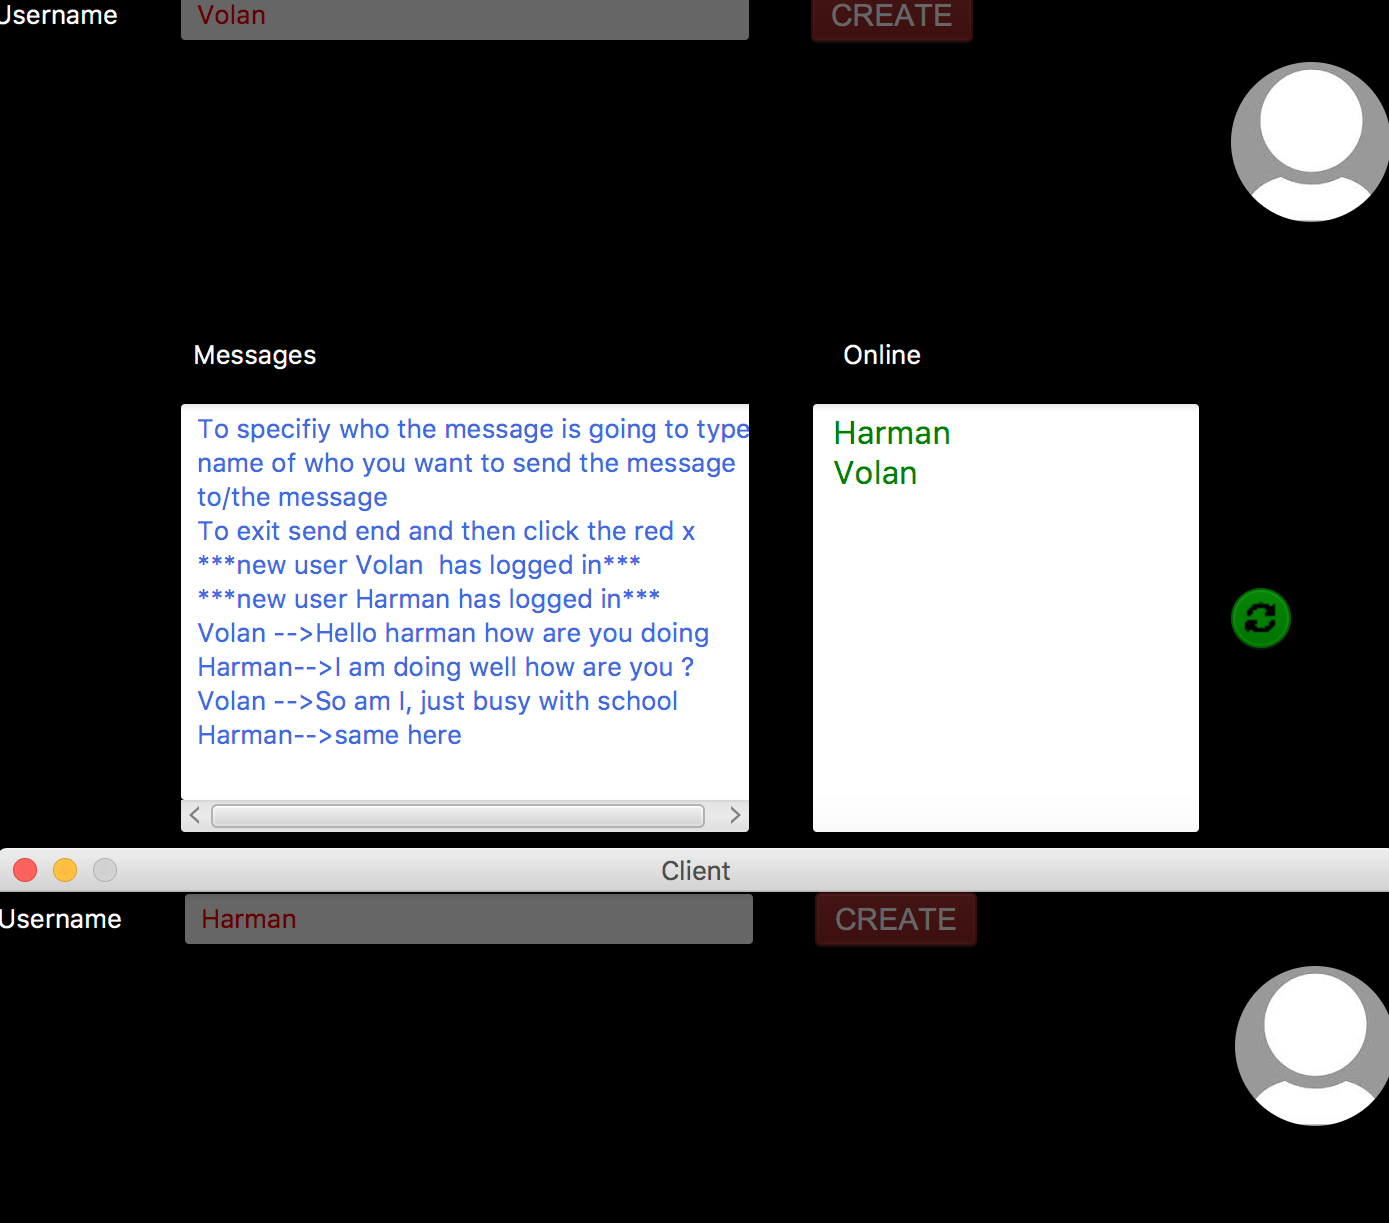 Username
Volan
CREATE
Messages
Online
To specifiy who the message is going to type
name of who you want to send the message
to/the message
To exit send end and then click the red x
***new user Volan  has logged in***
***new user Harman has logged in***
Volan -->Hello harman how are you doing
Harman-->I am doing well how are you ?
Volan -->So am I, just busy with school
Harman-->same here
Harman
Volan
Client
Username
Harman
CREATE